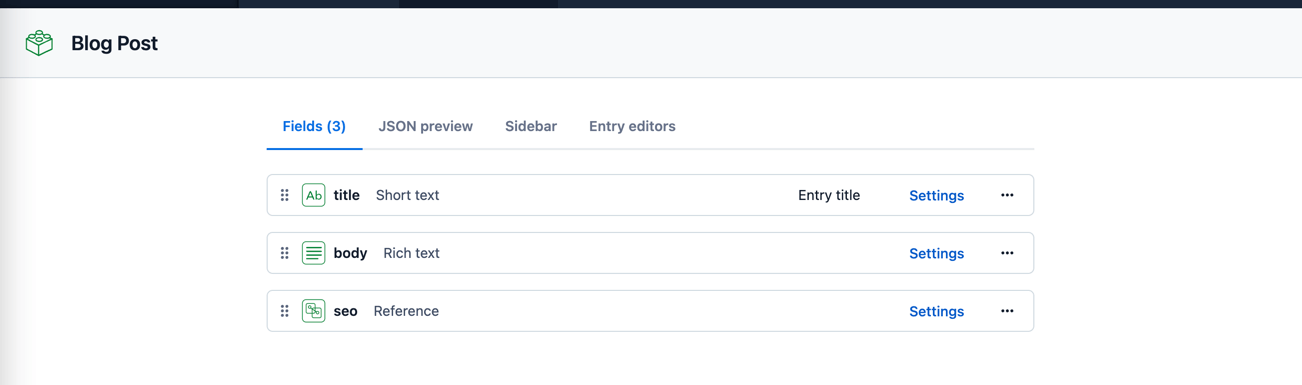 Blog Post
Fields (3) JSON preview Sidebar Entry editors
Ab title Short text Entry title Settings
body Rich text Settings
seo Reference Settings